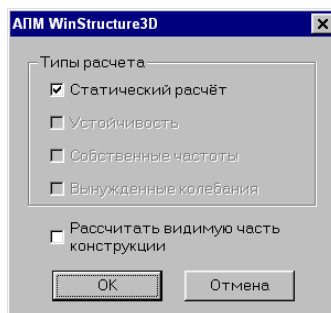 АПМ WinStructure3D
Типы расчета
Статический расчёт
Устойчивость
Собственные частоты
Вынужденные колебания
Рассчитать видимую часть
конструкции
OK
Отмена